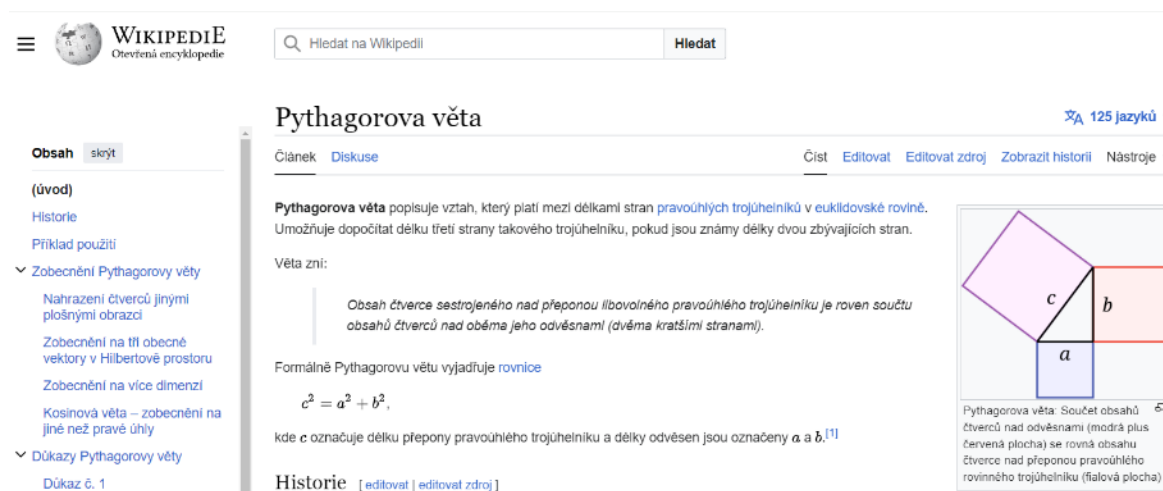 WIKIPEDIE
Otevřená encyklopedie
Hledat na Wikipedii
Hledat
Obsah skrýt
(úvod)
Historie
Příklad použití
Zobecnění Pythagorovy věty
Nahrazení čtverců jinými
plošnými obrazci
Zobecnění na tři obecné
vektory v Hilbertově prostoru
Zobecnění na více dimenzí
Kosinová věta – zobecnění na
jiné než pravé úhly
Důkazy Pythagorovy věty
Důkaz č. 1
Pythagorova věta
125 jazyků
Článek Diskuse
Číst Editovat Editovat zdroj Zobrazit historii Nástroje
Pythagorova věta popisuje vztah, který platí mezi délkami stran pravoúhlých trojúhelníků v euklidovské rovině.
Umožňuje dopočítat délku třetí strany takového trojúhelníku, pokud jsou známy délky dvou zbývajících stran.
Věta zní:
Obsah čtverce sestrojeného nad přeponou libovolného pravoúhlého trojúhelníku je roven součtu
obsahů čtverců nad oběma jeho odvěsnami (dvěma kratšími stranami).
Formálně Pythagorovu větu vyjadřuje rovnice
c² = a² + b²,
kde c označuje délku přepony pravoúhlého trojúhelníku a délky odvěsen jsou označeny a a b.[1]
Historie [ editovat | editovat zdroj ]
c
b
a
Pythagorova věta: Součet obsahů
čtverců nad odvěsnami (modrá plus
červená plocha) se rovná obsahu
čtverce nad přeponou pravoúhlého
rovinného trojúhelníku (fialová plocha)